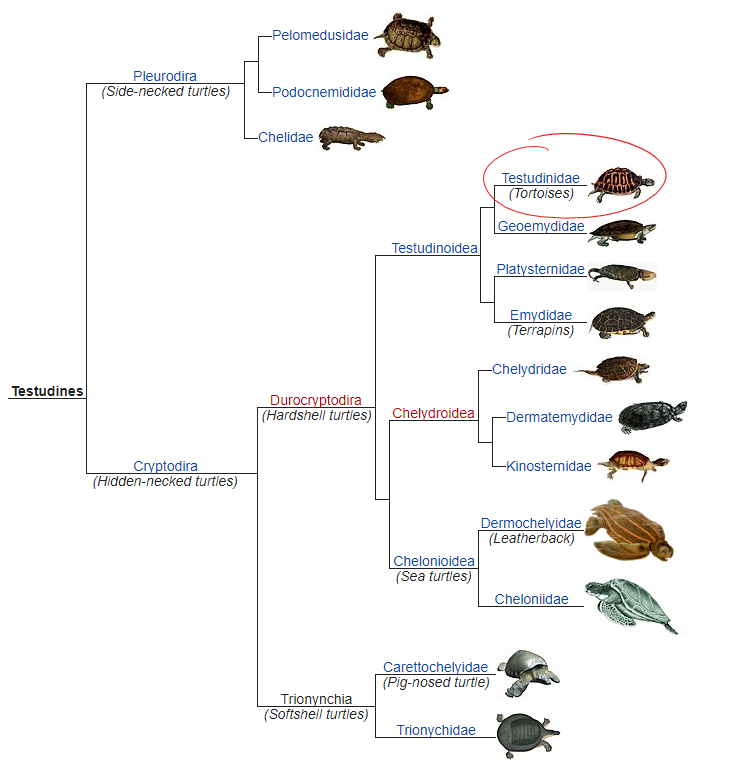 Pelomedusidae
Pleurodira
(Side-necked turtles)
Podocnemididae
Chelidae
Testudinidae
(Tortoises)
Geoemydidae
Testudinoidea
Platysternidae
Emydidae
(Terrapins)
Chelydridae
Testudines
Durocryptodira
(Hardshell turtles)
Chelydroidea
Dermatemydidae
Cryptodira
(Hidden-necked turtles)
Kinosternidae
Dermochelyidae
(Leatherback)
Chelonioidea
(Sea turtles)
Cheloniidae
Carettochelyidae
(Pig-nosed turtle)
Trionynchia
(Softshell turtles)
Trionychidae